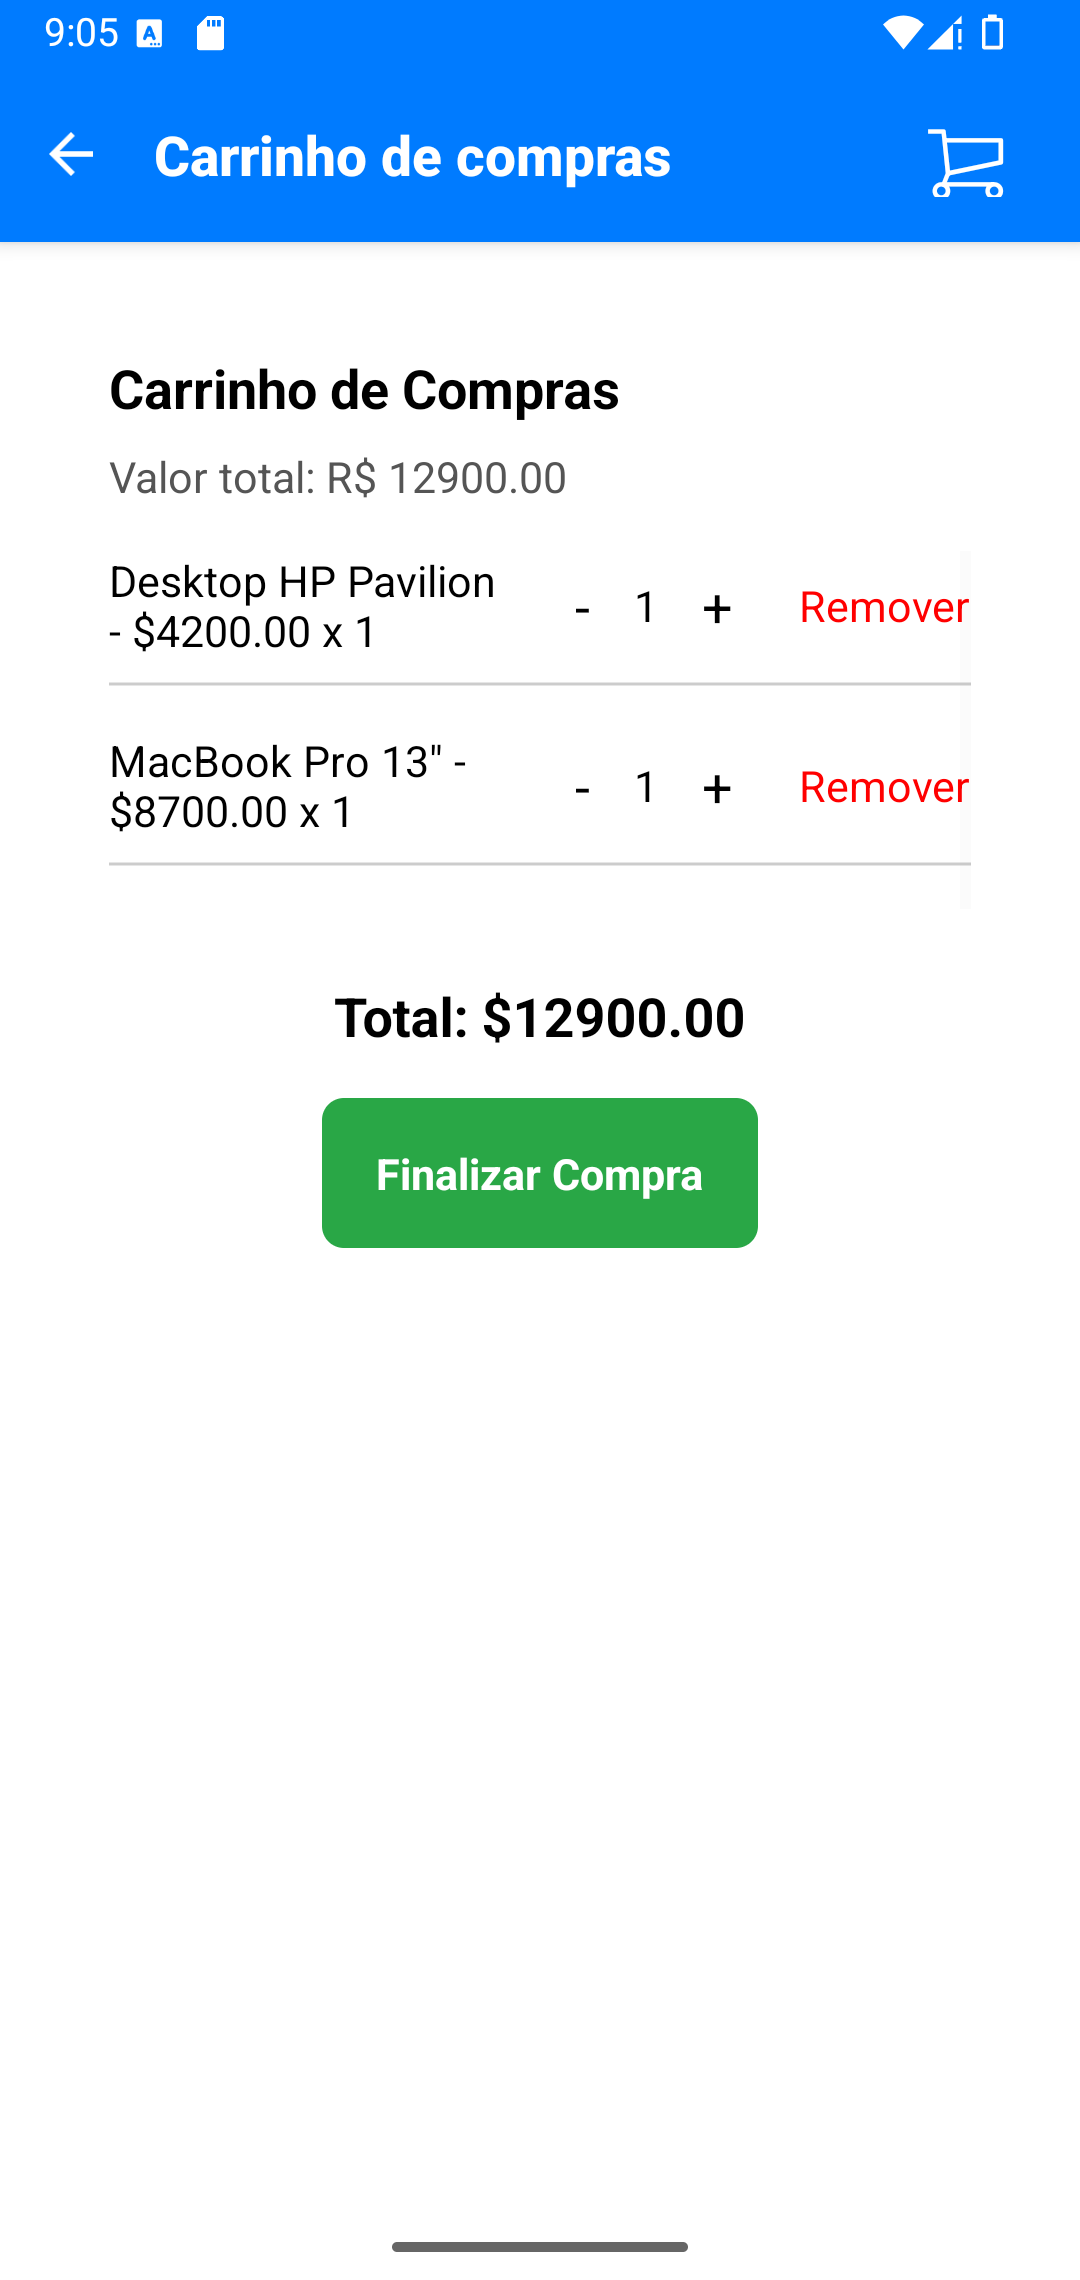 9:05
Carrinho de compras
Carrinho de Compras
Valor total: R$ 12900.00
Desktop HP Pavilion
- $4200.00 x 1
- 1 + Remover
MacBook Pro 13" -
$8700.00 x 1
- 1 + Remover
Total: $12900.00
Finalizar Compra